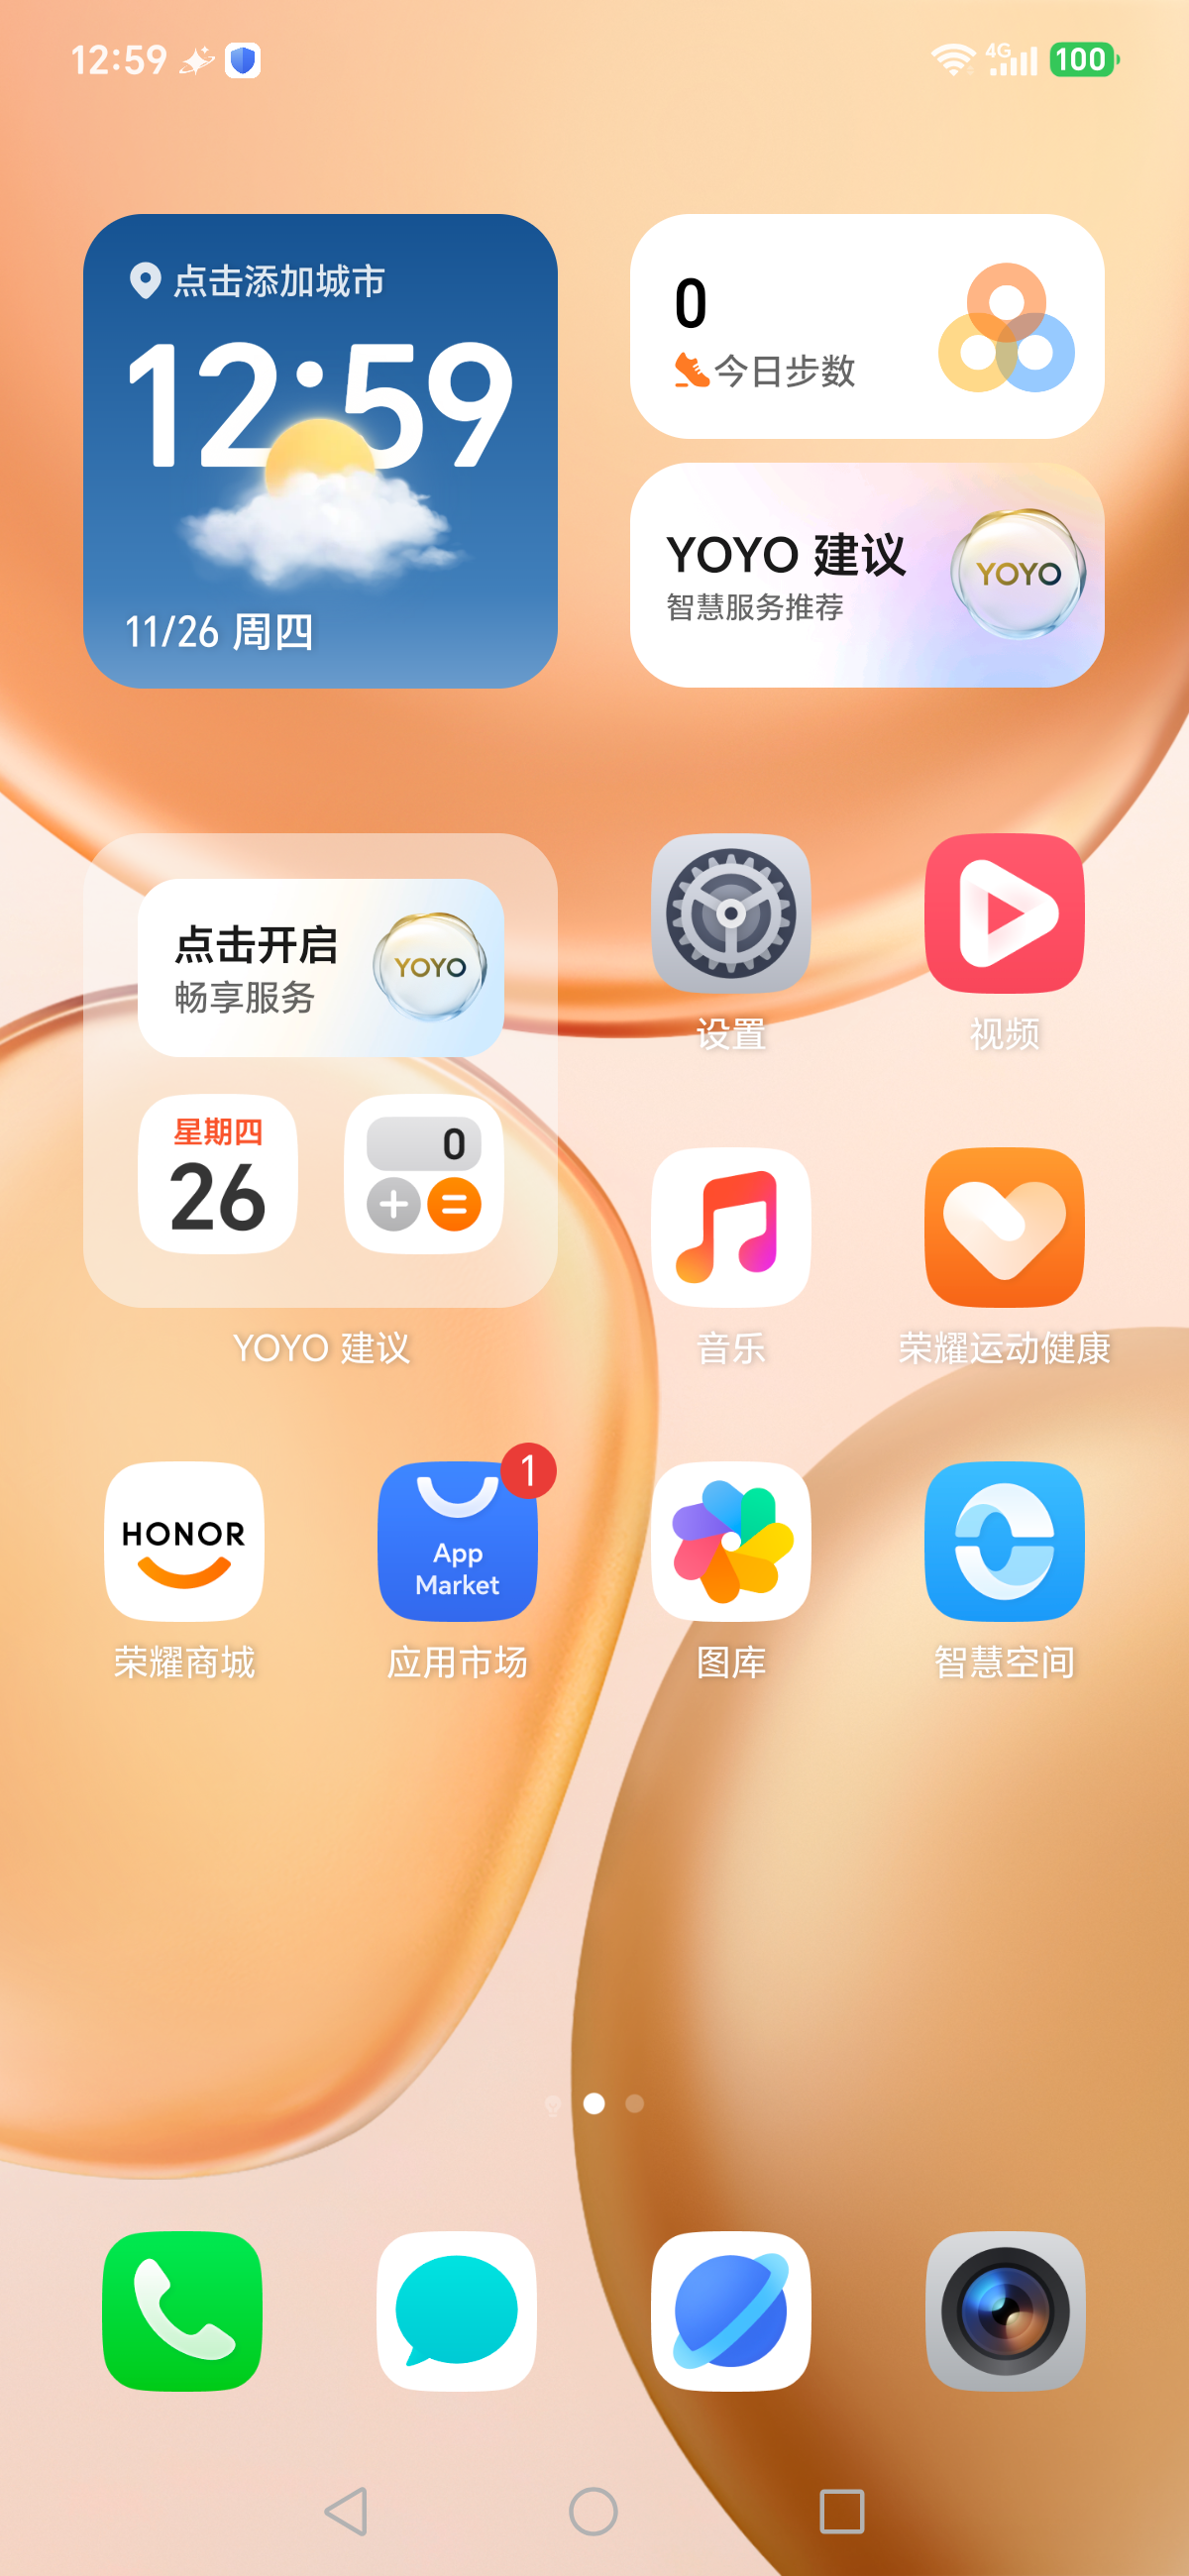 12:59
4G
100
点击添加城市
12:59
11/26 周四
0
今日步数
YOYO 建议
智慧服务推荐
YOYO
点击开启
畅享服务
YOYO
星期四
26
0
YOYO 建议
设置
视频
音乐
荣耀运动健康
HONOR
荣耀商城
App
Market
1
应用市场
图库
智慧空间